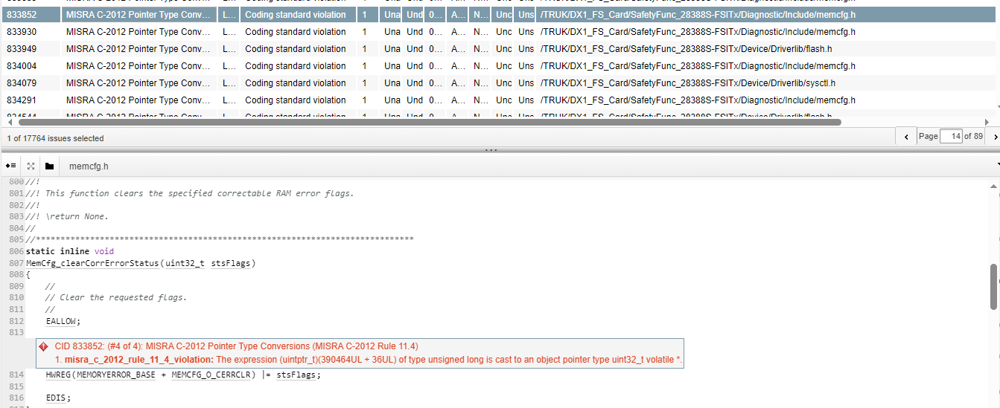 833852 MISRA C-2012 Pointer Type Conv... L... Coding standard violation 1 Una Und 0... A... N... Unc Uns /TRUK/DX1_FS_Card/SafetyFunc_28388S-FSITx/Diagnostic/Include/memcfg.h
833930 MISRA C-2012 Pointer Type Conv... L... Coding standard violation 1 Una Und 0... A... N... Unc Uns /TRUK/DX1_FS_Card/SafetyFunc_28388S-FSITx/Diagnostic/Include/memcfg.h
833949 MISRA C-2012 Pointer Type Conv... L... Coding standard violation 1 Una Und 0... A... N... Unc Uns /TRUK/DX1_FS_Card/SafetyFunc_28388S-FSITx/Device/Driverlib/flash.h
834004 MISRA C-2012 Pointer Type Conv... L... Coding standard violation 1 Una Und 0... A... N... Unc Uns /TRUK/DX1_FS_Card/SafetyFunc_28388S-FSITx/Diagnostic/Include/memcfg.h
834079 MISRA C-2012 Pointer Type Conv... L... Coding standard violation 1 Una Und 0... A... N... Unc Uns /TRUK/DX1_FS_Card/SafetyFunc_28388S-FSITx/Device/Driverlib/sysctl.h
834291 MISRA C-2012 Pointer Type Conv... L... Coding standard violation 1 Una Und 0... A... N... Unc Uns /TRUK/DX1_FS_Card/SafetyFunc_28388S-FSITx/Diagnostic/Include/memcfg.h
834544 MISRA C-2012 Pointer Type Conv... L... Coding standard violation 1 Una Und 0... A... N... Unc Uns /TRUK/DX1_FS_Card/SafetyFunc_28388S-FSITx/Device/Driverlib/flash.h
1 of 17764 issues selected
Page 14 of 89
memcfg.h
800 //!
801 //! This function clears the specified correctable RAM error flags.
802 //!
803 //! \return None.
804 //
805 //*****************************************************************************
806 static inline void
807 MemCfg_clearCorrErrorStatus(uint32_t stsFlags)
808 {
809 //
810 // Clear the requested flags.
811 //
812 EALLOW;
813
CID 833852: (#4 of 4): MISRA C-2012 Pointer Type Conversions (MISRA C-2012 Rule 11.4)
1. misra_c_2012_rule_11_4_violation: The expression (uintptr_t)(390464UL + 36UL) of type unsigned long is cast to an object pointer type uint32_t volatile *.
814 HWREG(MEMORYERROR_BASE + MEMCFG_O_CERRCLR) |= stsFlags;
815
816 EDIS;